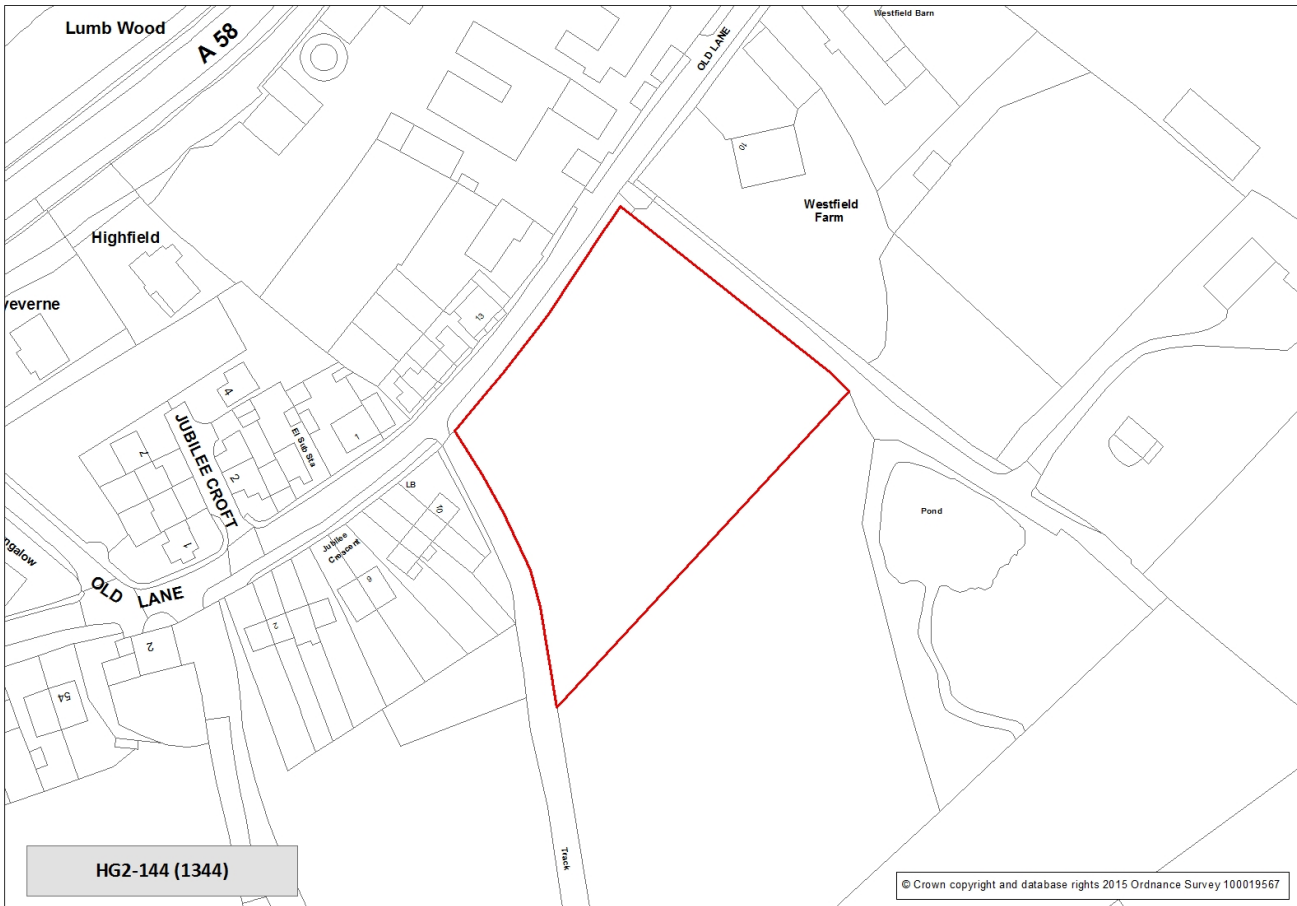 Lumb Wood
A 58
OLD LANE
Westfield Barn
10
Westfield
Farm
Highfield
13
4
JUBILEE CROFT
El Sub Sta
1
7
2
1
LB
10
Jubilee
Crescent
6
2
Pond
OLD LANE
2
54
Track
HG2-144 (1344)
© Crown copyright and database rights 2015 Ordnance Survey 100019567